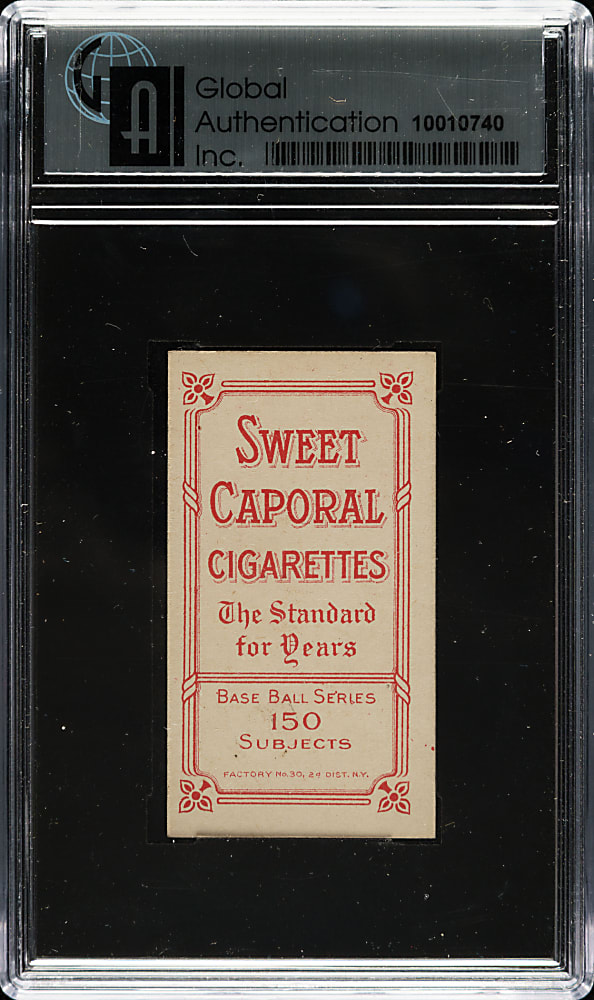 A
Global
Authentication 10010740
Inc.
SWEET
CAPORAL
CIGARETTES
The Standard
for Years
BASE BALL SERIES
150
SUBJECTS
FACTORY No. 30, 2d DIST. N.Y.